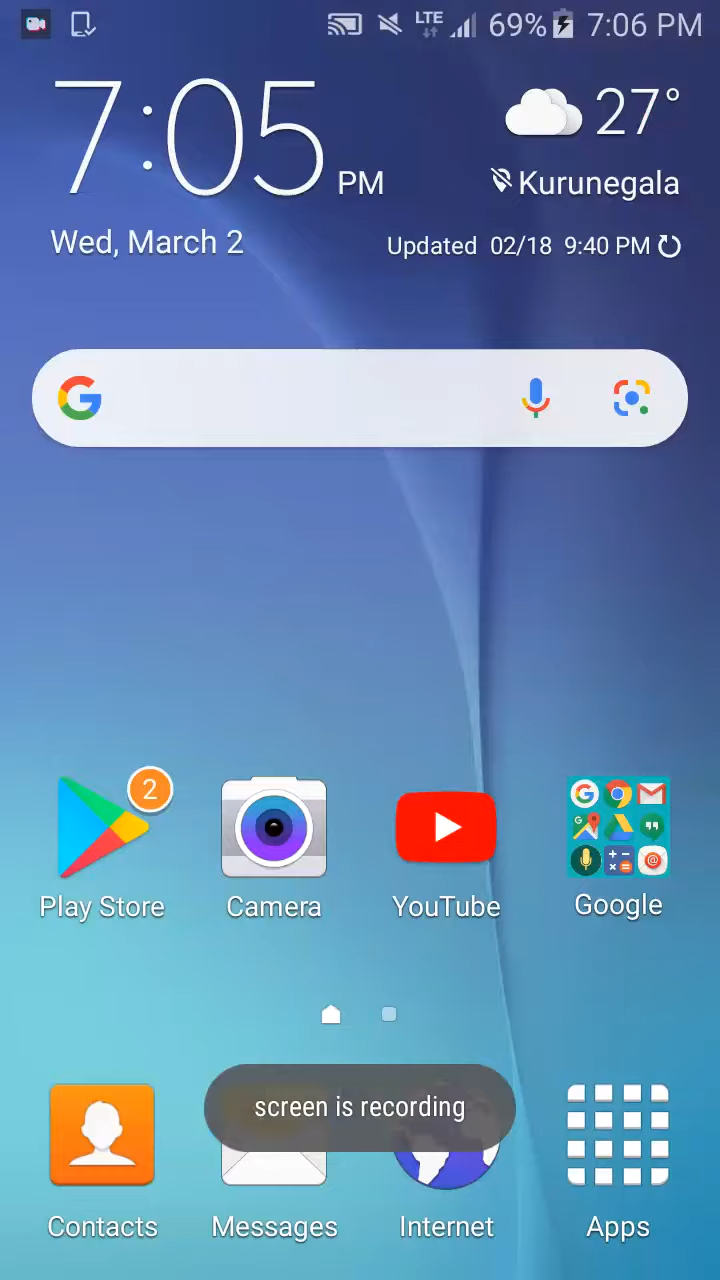 LTE 69% 7:06 PM
7:05 PM
27°
Kurunegala
Wed, March 2
Updated 02/18 9:40 PM
2
Play Store
Camera
YouTube
Google
screen is recording
Contacts
Messages
Internet
Apps